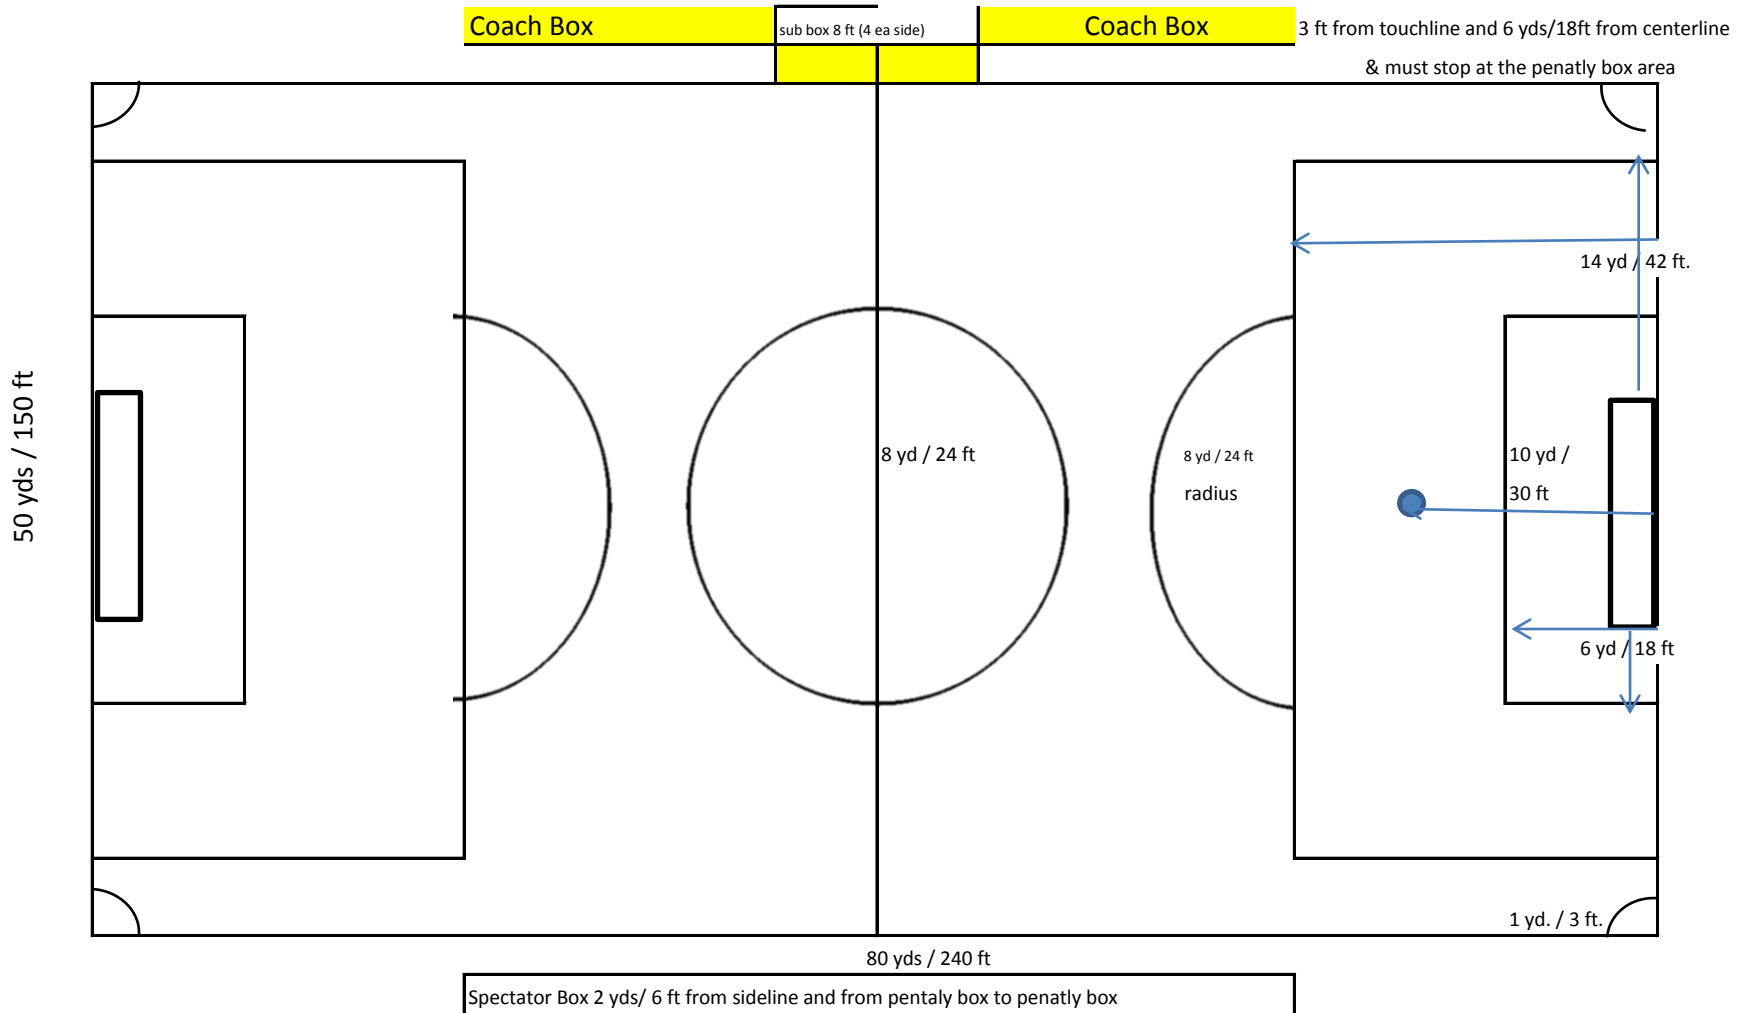 Coach Box
sub box 8 ft (4 ea side)
Coach Box
3 ft from touchline and 6 yds/18ft from centerline
& must stop at the penatly box area
14 yd / 42 ft.
50 yds / 150 ft
8 yd / 24 ft
8 yd / 24 ft
radius
10 yd /
30 ft
6 yd / 18 ft
1 yd. / 3 ft.
80 yds / 240 ft
Spectator Box 2 yds/ 6 ft from sideline and from pentaly box to penatly box